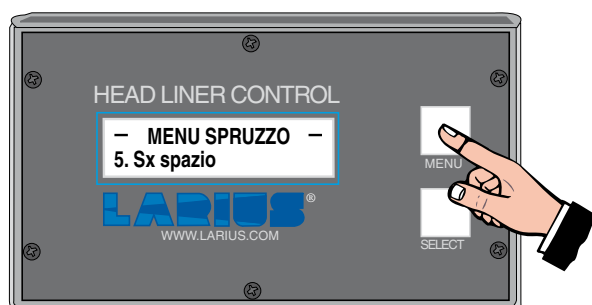 HEAD LINER CONTROL
– MENU SPRUZZO –
5. Sx spazio
LARIUS®
WWW.LARIUS.COM
MENU
SELECT